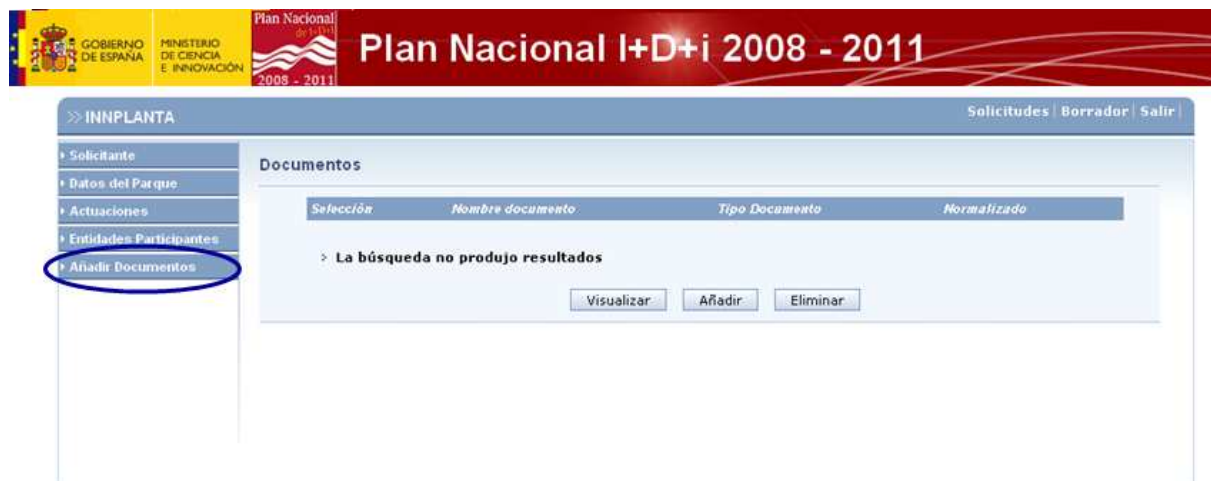 GOBIERNO
DE ESPAÑA
MINISTERIO
DE CIENCIA
E INNOVACIÓN
Plan Nacional
de I+D+I
2008 - 2011
Plan Nacional I+D+i 2008 - 2011
>> INNPLANTA
Solicitudes | Borrador | Salir |
Solicitante
Datos del Parque
Actuaciones
Entidades Participantes
Añadir Documentos
Documentos
Selección Nombre documento Tipo Documento Normalizado
> La búsqueda no produjo resultados
Visualizar Añadir Eliminar